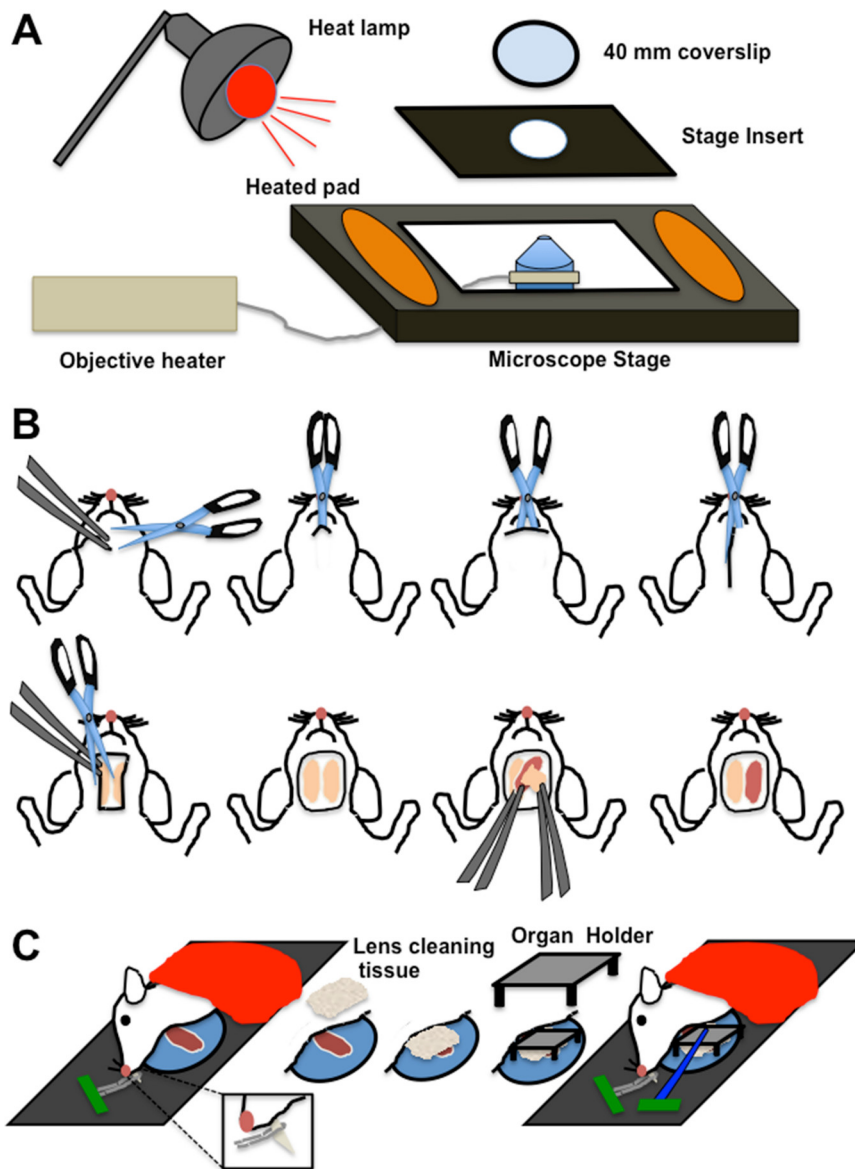 A
Heat lamp
40 mm coverslip
Stage Insert
Heated pad
Objective heater
Microscope Stage
B
C
Lens cleaning
tissue
Organ Holder